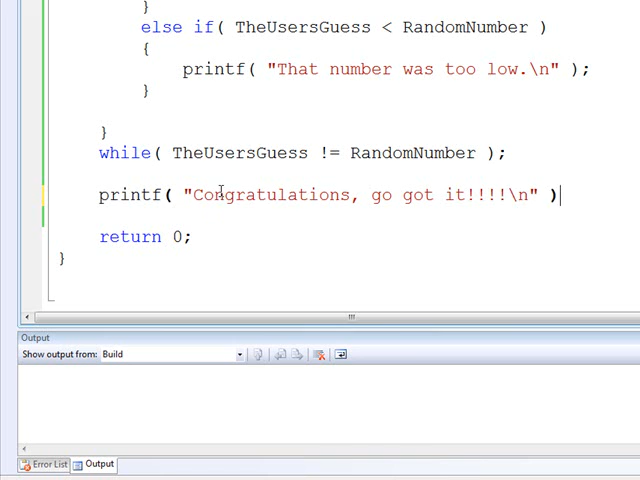 }
else if( TheUsersGuess < RandomNumber )
{
printf( "That number was too low.\n" );
}
}
while( TheUsersGuess != RandomNumber );
printf( "Congratulations, go got it!!!!\n" )
return 0;
}
Output
Show output from: Build
Error List Output